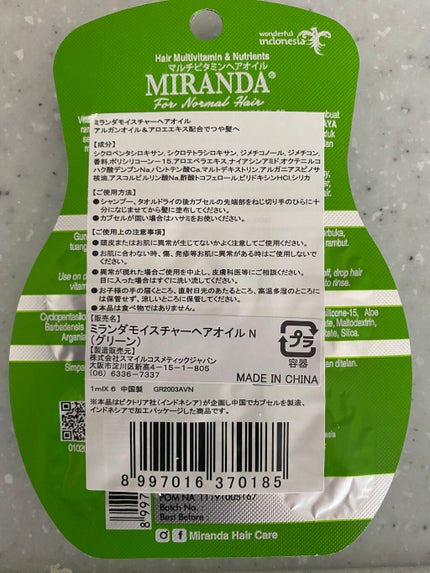 wonderful
indonesia
Hair Multivitamin & Nutrients
マルチビタミンヘアオイル
MIRANDA®
For Normal Hair
ミランダモイスチャーヘアオイル
アルガンオイル&アロエエキス配合でつや髪へ
【成分】
シクロペンタシロキサン, シクロテトラシロキサン, ジメチコノール, ジメチコン,
香料,ポリシリコーン-15,アロエベラエキス,ナイアシンアミド,オクテニルコ
ハク酸デンプンNa,パントテン酸Ca,マルトデキストリン,アルガニアスピノサ
核油,アスコルビルリン酸Na,酢酸トコフェロール,ピリドキシンHCl,シリカ
【ご使用方法】
●シャンプー、タオルドライの後カプセルの先端部をねじ切り手のひらに十
分になじませてから髪に塗布してください。
●カプセルが固い場合はハサミをお使いください。
【ご使用上の注意事項】
● 頭皮またはお肌に異常が生じてないかよく注意してご使用ください。
● お肌に合わない時、傷、発疹等お肌に異常がある時はご使用しないで
ください。
● 異常が現れた場合ご使用を中止し、皮膚科医等にご相談ください。
目に入った場合はすぐに洗い流してください。
● お子様の手の届くところ、直射日光のあたるところ、高温多湿のところに
は保管せず、涼しいところで保管してください。
● 本品は食べ物ではありません。
【販売名】
ミランダモイスチャーヘアオイル N
(グリーン)
【製造販売元】
株式会社スマイルコスメティックジャパン
大阪市淀川区新高4-15-1-805
(06) 6336-7337
プラ
容器
MADE IN CHINA
1mlX 6 中国製 GR2003AVN
※本品はビクトリア社(インドネシア)が企画し中国でカプセルを製造、
インドネシアで加工パッケージした商品です。
8 997016 370185
POM NA 11191005167
Batch No.
Best Before
Miranda Hair Care